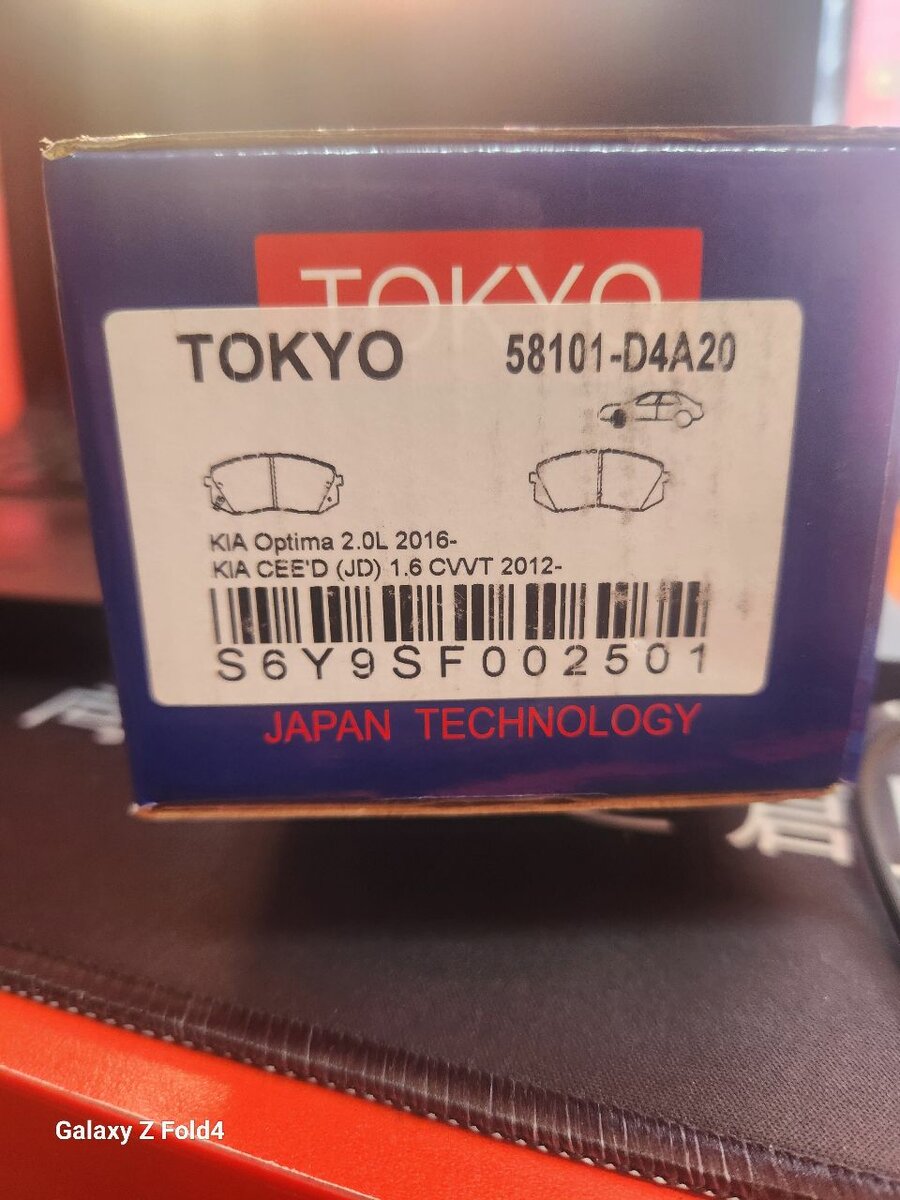 TOKYO
TOKYO 58101-D4A20
KIA Optima 2.0L 2016-
KIA CEE'D (JD) 1.6 CVVT 2012-
S6Y9SF002501
JAPAN TECHNOLOGY
Galaxy Z Fold4